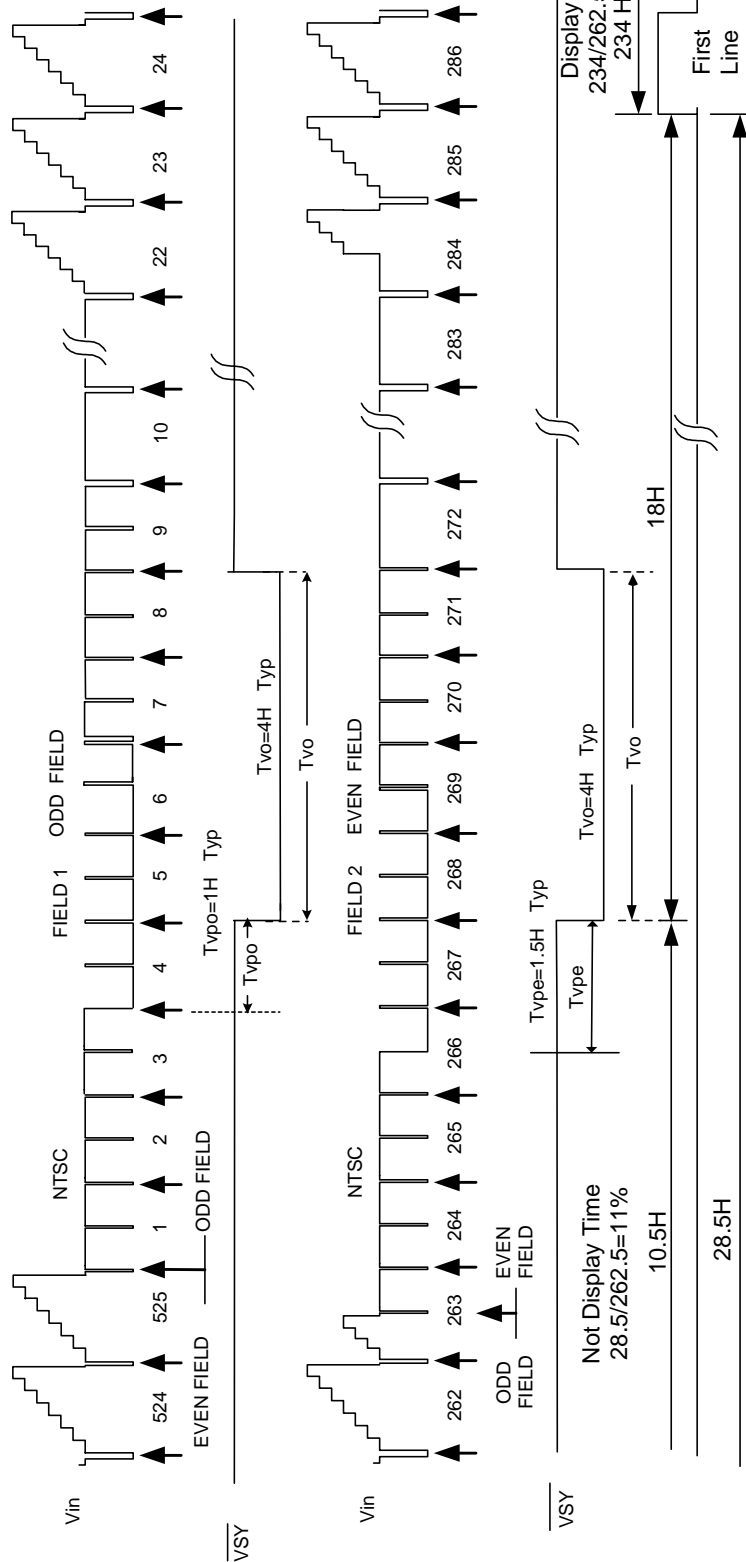 Vin
524
525
1
2
3
4
5
6
7
8
9
10
22
23
24
NTSC
FIELD 1
ODD FIELD
EVEN FIELD
ODD FIELD
VSY
Tvpo=1H Typ
Tvpo
Tvo=4H Typ
Tvo
Vin
262
263
264
265
266
267
268
269
270
271
272
283
284
285
286
NTSC
FIELD 2
EVEN FIELD
ODD
FIELD
EVEN
FIELD
VSY
Tvpe=1.5H Typ
Tvpe
Tvo=4H Typ
Tvo
Not Display Time
28.5/262.5=11%
Display
234/262.
234 H
10.5H
18H
First
Line
28.5H